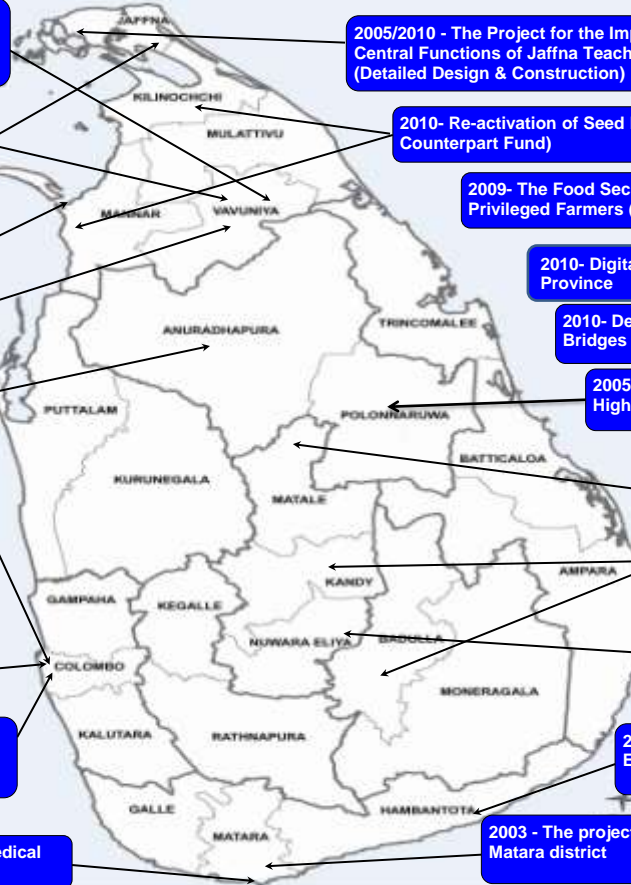 JAFFNA
2005/2010 - The Project for the Imp
Central Functions of Jaffna Teach
(Detailed Design & Construction)
KILINOCHCHI
2010- Re-activation of Seed
Counterpart Fund)
MULATTIVU
2009- The Food Sec
Privileged Farmers (
MANNAR
VAVUNIYA
2010- Digita
Province
2010- De
Bridges
TRINCOMALEE
ANURADHAPURA
2005
High
PUTTALAM
POLONNARUWA
BATTICALOA
KURUNEGALA
MATALE
AMPARA
KANDY
GAMPAHA
KEGALLE
NUWARA ELIYA
BADULLA
COLOMBO
MONERAGALA
KALUTARA
RATHNAPURA
2
E
GALLE
HAMBANTOTA
MATARA
2003 - The project
Matara district
edical